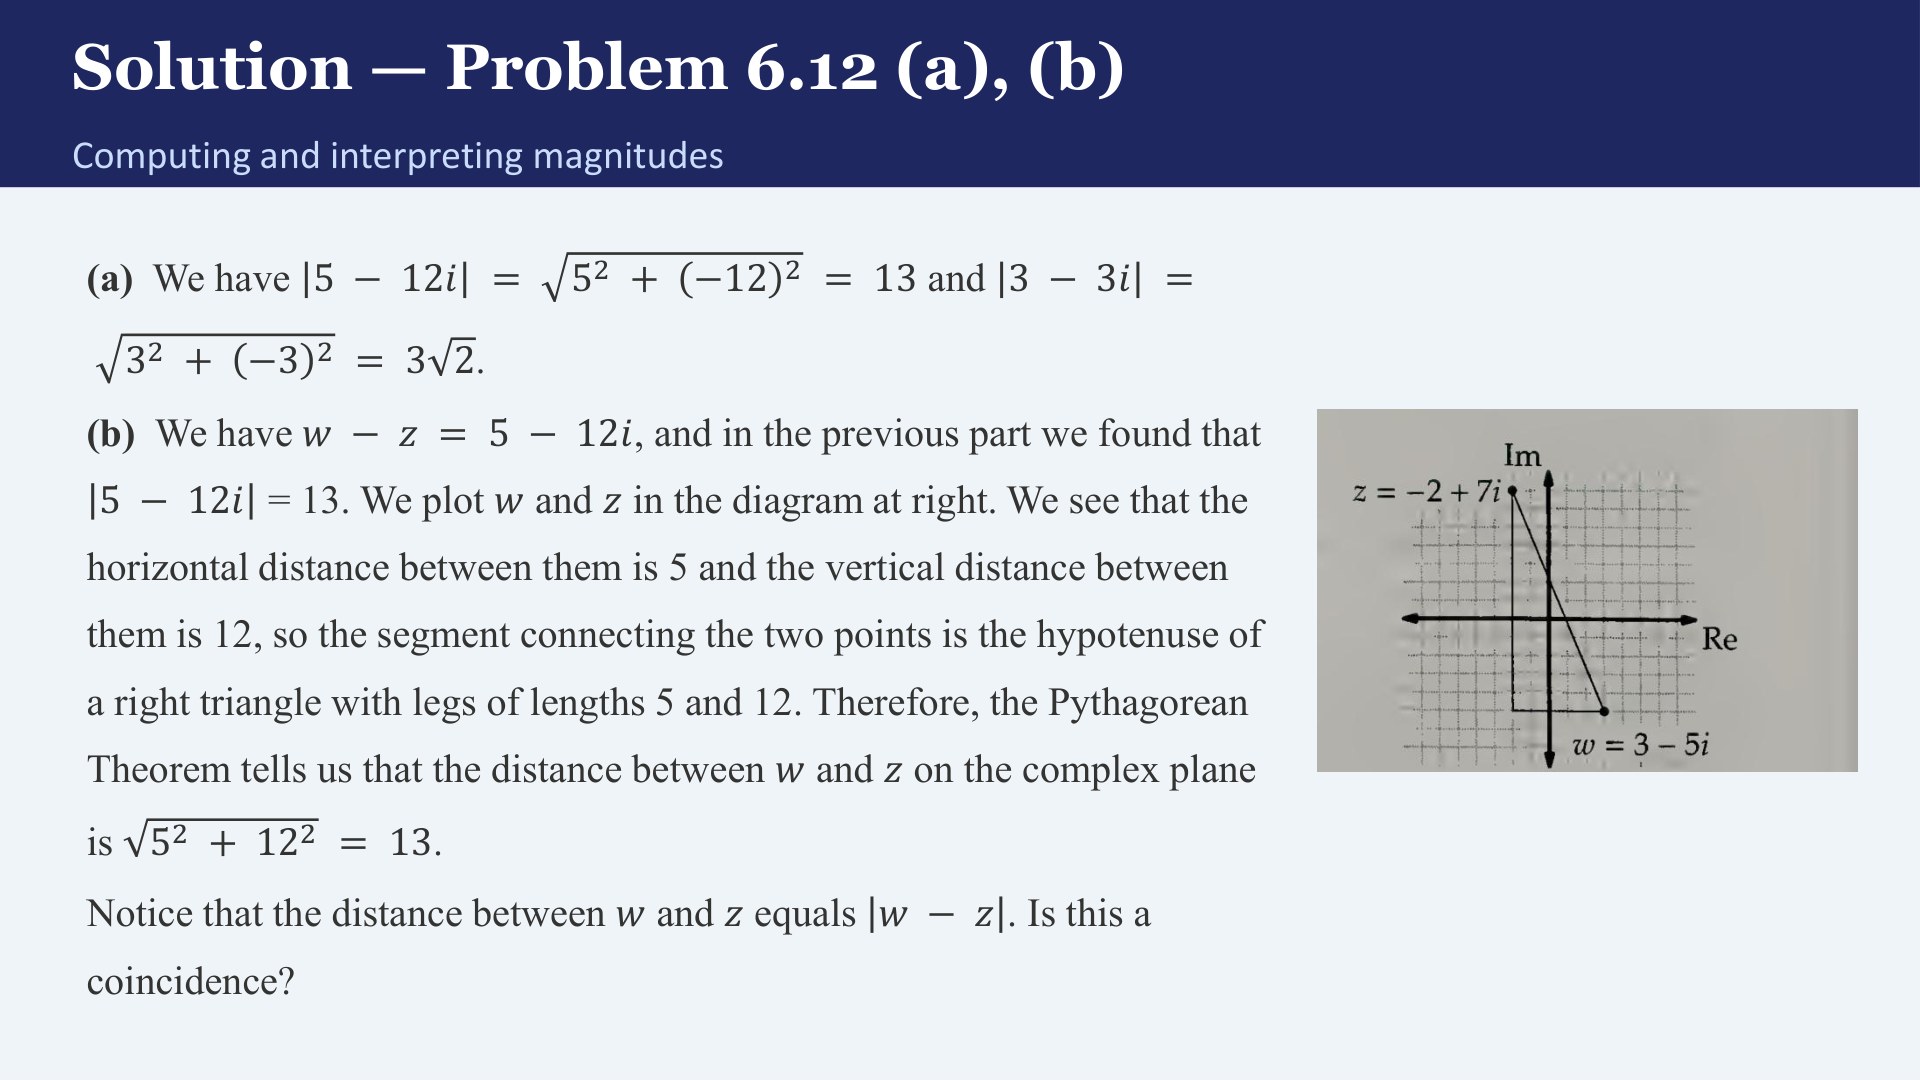 Solution — Problem 6.12 (a), (b)
Computing and interpreting magnitudes
(a) We have |5 − 12i| = √(5² + (−12)²) = 13 and |3 − 3i| =
√(3² + (−3)²) = 3√2.
(b) We have w − z = 5 − 12i, and in the previous part we found that
|5 − 12i| = 13. We plot w and z in the diagram at right. We see that the
horizontal distance between them is 5 and the vertical distance between
them is 12, so the segment connecting the two points is the hypotenuse of
a right triangle with legs of lengths 5 and 12. Therefore, the Pythagorean
Theorem tells us that the distance between w and z on the complex plane
is √(5² + 12²) = 13.
Notice that the distance between w and z equals |w − z|. Is this a
coincidence?
Im
z = −2 + 7i
Re
w = 3 − 5i